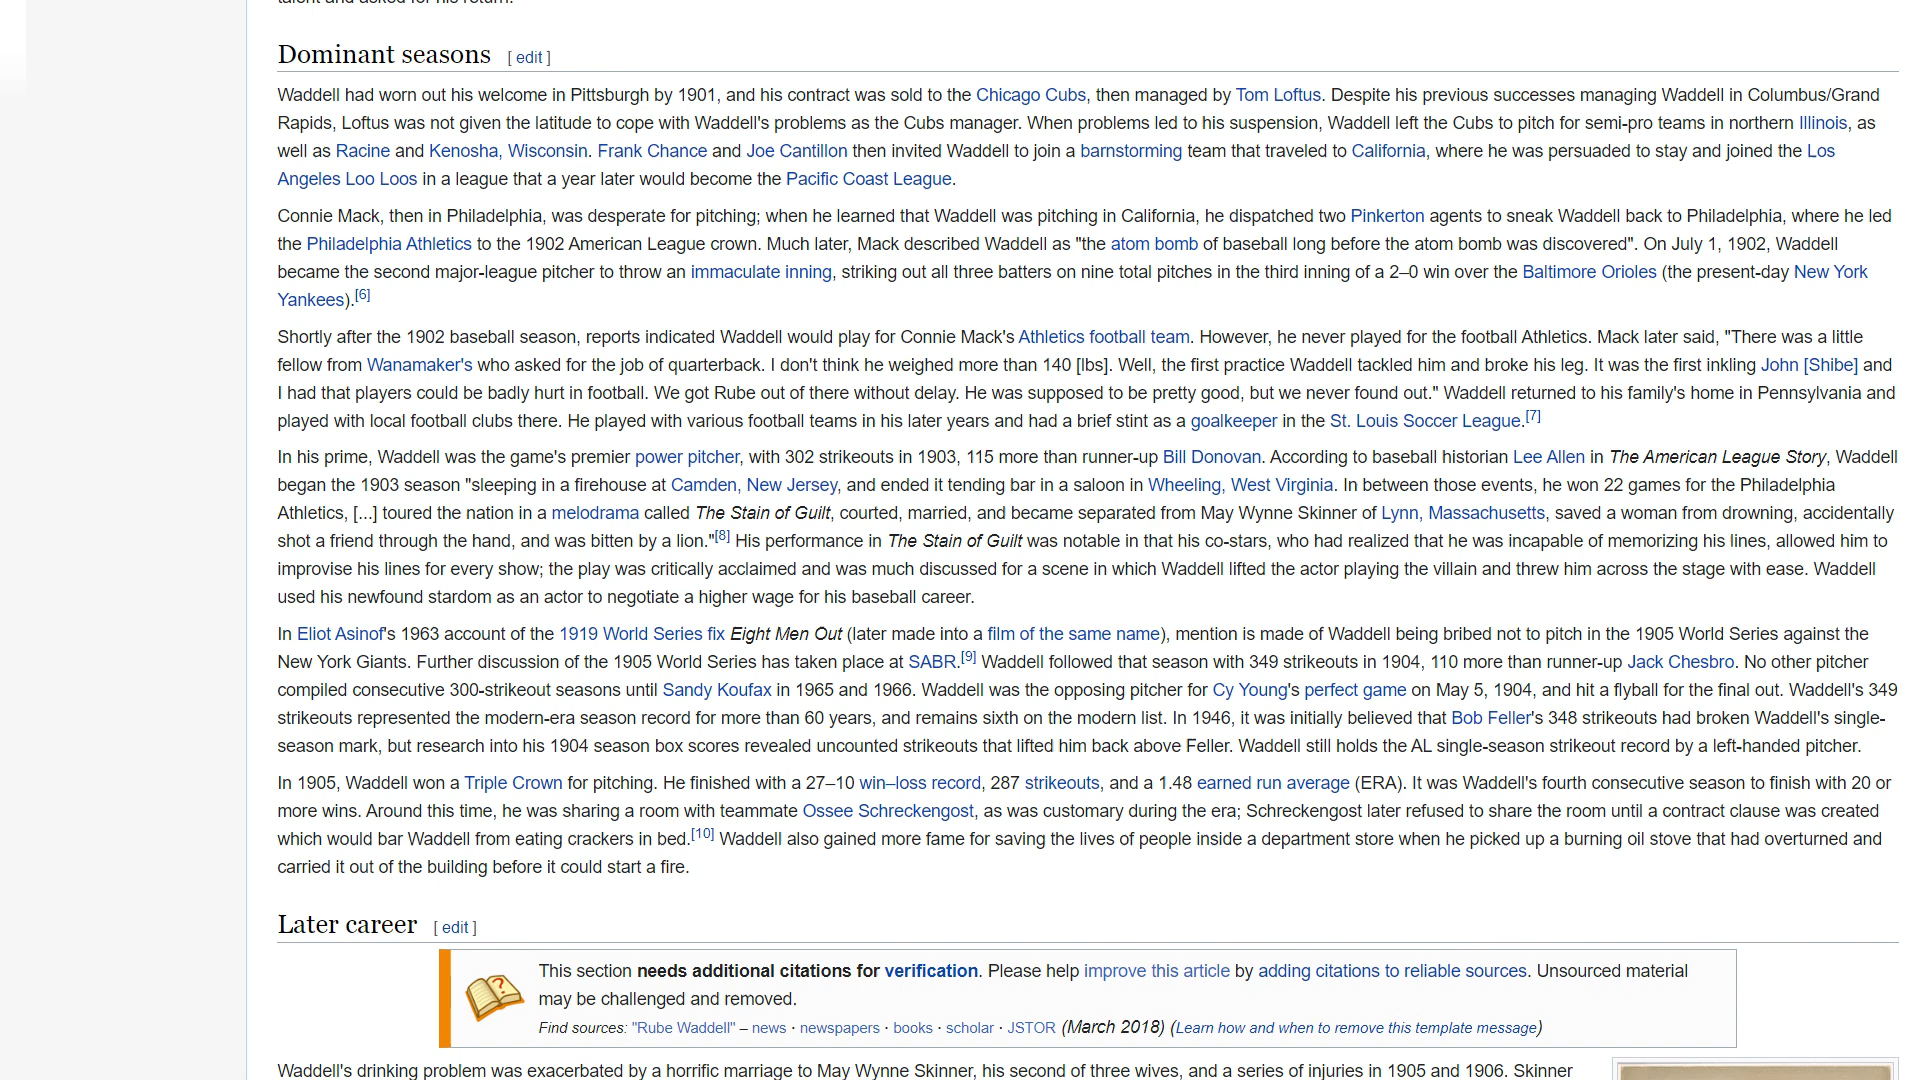 talent and asked for his return.
Dominant seasons [ edit ]
Waddell had worn out his welcome in Pittsburgh by 1901, and his contract was sold to the Chicago Cubs, then managed by Tom Loftus. Despite his previous successes managing Waddell in Columbus/Grand
Rapids, Loftus was not given the latitude to cope with Waddell's problems as the Cubs manager. When problems led to his suspension, Waddell left the Cubs to pitch for semi-pro teams in northern Illinois, as
well as Racine and Kenosha, Wisconsin. Frank Chance and Joe Cantillon then invited Waddell to join a barnstorming team that traveled to California, where he was persuaded to stay and joined the Los
Angeles Loo Loos in a league that a year later would become the Pacific Coast League.
Connie Mack, then in Philadelphia, was desperate for pitching; when he learned that Waddell was pitching in California, he dispatched two Pinkerton agents to sneak Waddell back to Philadelphia, where he led
the Philadelphia Athletics to the 1902 American League crown. Much later, Mack described Waddell as "the atom bomb of baseball long before the atom bomb was discovered". On July 1, 1902, Waddell
became the second major-league pitcher to throw an immaculate inning, striking out all three batters on nine total pitches in the third inning of a 2–0 win over the Baltimore Orioles (the present-day New York
Yankees).[6]
Shortly after the 1902 baseball season, reports indicated Waddell would play for Connie Mack's Athletics football team. However, he never played for the football Athletics. Mack later said, "There was a little
fellow from Wanamaker's who asked for the job of quarterback. I don't think he weighed more than 140 [lbs]. Well, the first practice Waddell tackled him and broke his leg. It was the first inkling John [Shibe] and
I had that players could be badly hurt in football. We got Rube out of there without delay. He was supposed to be pretty good, but we never found out." Waddell returned to his family's home in Pennsylvania and
played with local football clubs there. He played with various football teams in his later years and had a brief stint as a goalkeeper in the St. Louis Soccer League.[7]
In his prime, Waddell was the game's premier power pitcher, with 302 strikeouts in 1903, 115 more than runner-up Bill Donovan. According to baseball historian Lee Allen in The American League Story, Waddell
began the 1903 season "sleeping in a firehouse at Camden, New Jersey, and ended it tending bar in a saloon in Wheeling, West Virginia. In between those events, he won 22 games for the Philadelphia
Athletics, [...] toured the nation in a melodrama called The Stain of Guilt, courted, married, and became separated from May Wynne Skinner of Lynn, Massachusetts, saved a woman from drowning, accidentally
shot a friend through the hand, and was bitten by a lion."[8] His performance in The Stain of Guilt was notable in that his co-stars, who had realized that he was incapable of memorizing his lines, allowed him to
improvise his lines for every show; the play was critically acclaimed and was much discussed for a scene in which Waddell lifted the actor playing the villain and threw him across the stage with ease. Waddell
used his newfound stardom as an actor to negotiate a higher wage for his baseball career.
In Eliot Asinof's 1963 account of the 1919 World Series fix Eight Men Out (later made into a film of the same name), mention is made of Waddell being bribed not to pitch in the 1905 World Series against the
New York Giants. Further discussion of the 1905 World Series has taken place at SABR.[9] Waddell followed that season with 349 strikeouts in 1904, 110 more than runner-up Jack Chesbro. No other pitcher
compiled consecutive 300-strikeout seasons until Sandy Koufax in 1965 and 1966. Waddell was the opposing pitcher for Cy Young's perfect game on May 5, 1904, and hit a flyball for the final out. Waddell's 349
strikeouts represented the modern-era season record for more than 60 years, and remains sixth on the modern list. In 1946, it was initially believed that Bob Feller's 348 strikeouts had broken Waddell's single-
season mark, but research into his 1904 season box scores revealed uncounted strikeouts that lifted him back above Feller. Waddell still holds the AL single-season strikeout record by a left-handed pitcher.
In 1905, Waddell won a Triple Crown for pitching. He finished with a 27–10 win–loss record, 287 strikeouts, and a 1.48 earned run average (ERA). It was Waddell's fourth consecutive season to finish with 20 or
more wins. Around this time, he was sharing a room with teammate Ossee Schreckengost, as was customary during the era; Schreckengost later refused to share the room until a contract clause was created
which would bar Waddell from eating crackers in bed.[10] Waddell also gained more fame for saving the lives of people inside a department store when he picked up a burning oil stove that had overturned and
carried it out of the building before it could start a fire.
Later career [ edit ]
This section needs additional citations for verification. Please help improve this article by adding citations to reliable sources. Unsourced material
may be challenged and removed.
Find sources: "Rube Waddell" – news · newspapers · books · scholar · JSTOR (March 2018) (Learn how and when to remove this template message)
Waddell's drinking problem was exacerbated by a horrific marriage to May Wynne Skinner, his second of three wives, and a series of injuries in 1905 and 1906. Skinner